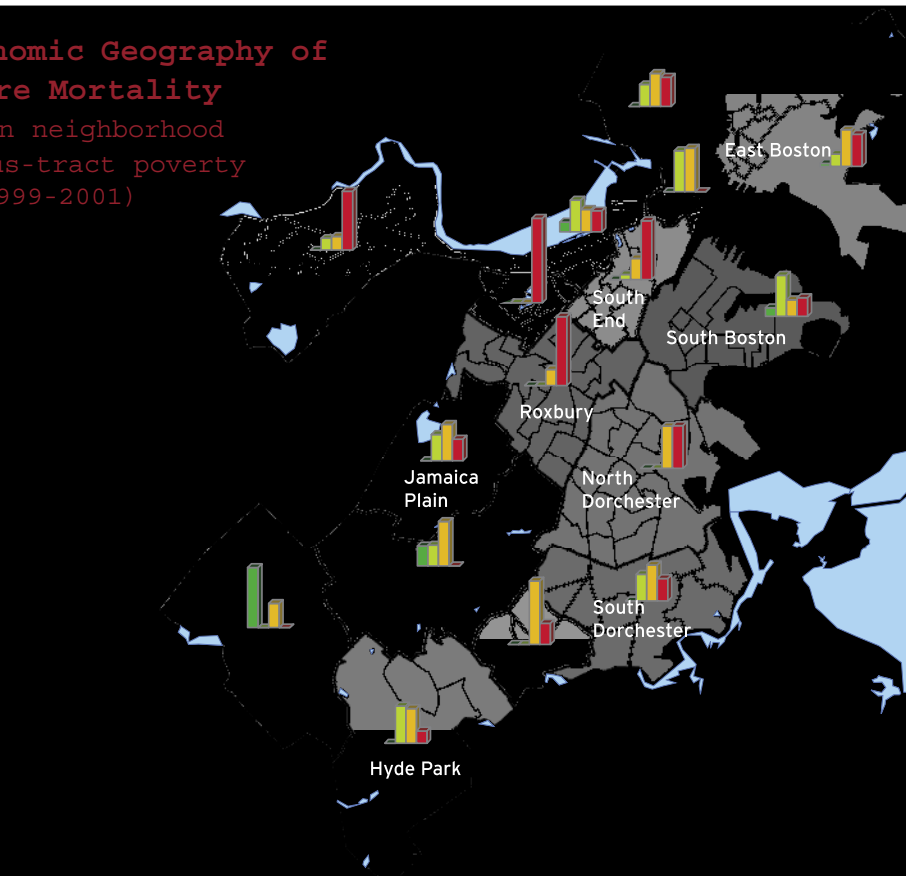 nomic Geography of
re Mortality
n neighborhood
us-tract poverty
1999-2001)
East Boston
South
End
South Boston
Roxbury
Jamaica
Plain
North
Dorchester
South
Dorchester
Hyde Park